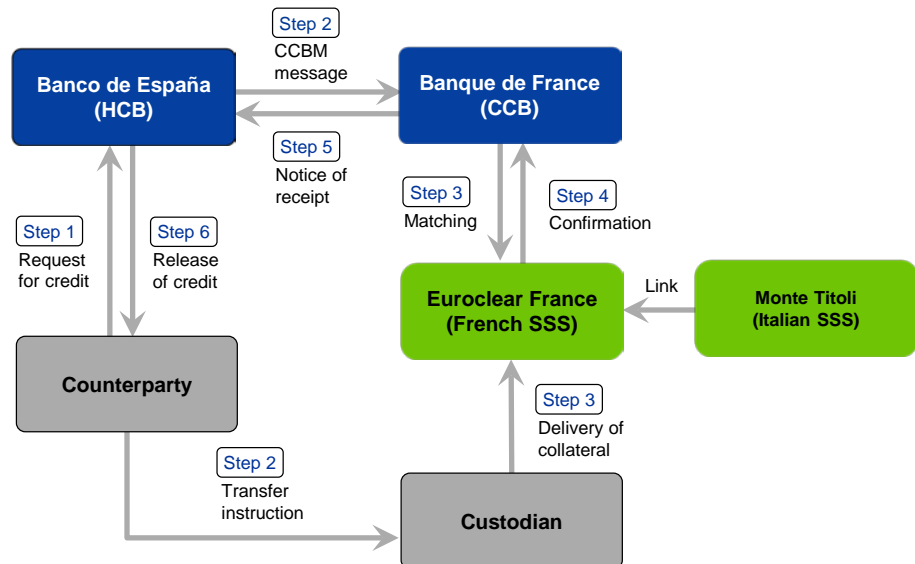 Step 2
CCBM
message
Banco de España
(HCB)
Banque de France
(CCB)
Step 5
Notice of
receipt
Step 3
Matching
Step 4
Confirmation
Step 1
Request
for credit
Step 6
Release
of credit
Euroclear France
(French SSS)
Link
Monte Titoli
(Italian SSS)
Counterparty
Step 3
Delivery of
collateral
Step 2
Transfer
instruction
Custodian